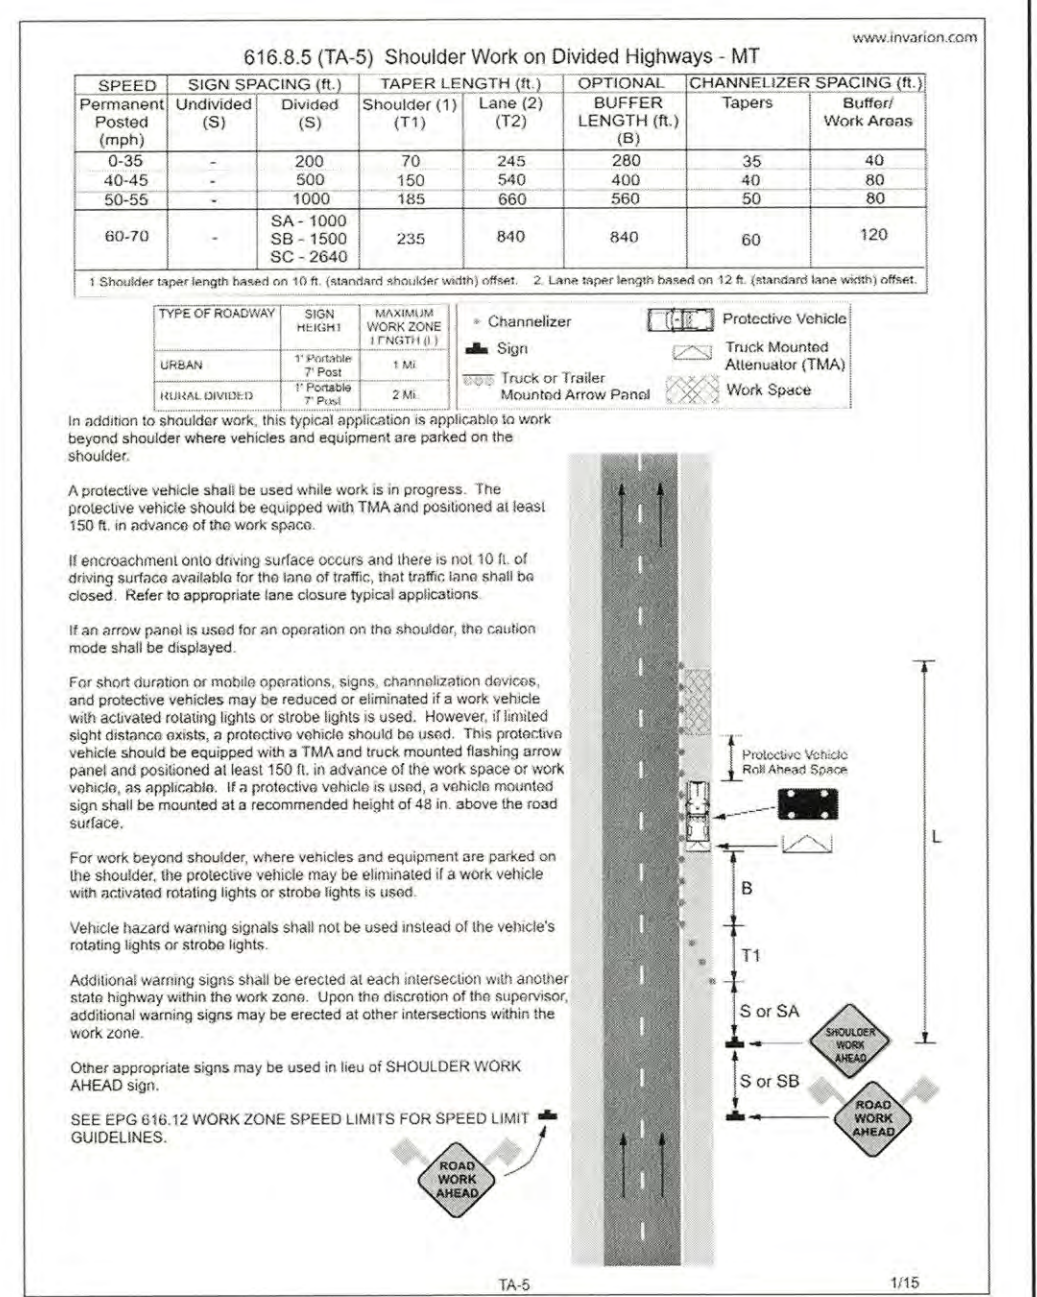 www.invarion.com
616.8.5 (TA-5) Shoulder Work on Divided Highways - MT
SPEED SIGN SPACING (ft.) TAPER LENGTH (ft.) OPTIONAL CHANNELIZER SPACING (ft.)
Permanent Posted (mph) Undivided (S) Divided (S) Shoulder (1) (T1) Lane (2) (T2) BUFFER LENGTH (ft.) (B) Tapers Buffer/ Work Areas
0-35 - 200 70 245 280 35 40
40-45 - 500 150 540 400 40 80
50-55 - 1000 185 660 560 50 80
60-70 - SA - 1000 SB - 1500 SC - 2640 235 840 840 60 120
1 Shoulder taper length based on 10 ft. (standard shoulder width) offset. 2. Lane taper length based on 12 ft. (standard lane width) offset.
TYPE OF ROADWAY SIGN HEIGHT MAXIMUM WORK ZONE LENGTH (L)
URBAN 1' Portable 7' Post 1 Mi.
RURAL DIVIDED 1' Portable 7' Post 2 Mi.
Channelizer
Sign
Truck or Trailer
Mounted Arrow Panel
Protective Vehicle
Truck Mounted
Attenuator (TMA)
Work Space
In addition to shoulder work, this typical application is applicable to work
beyond shoulder where vehicles and equipment are parked on the
shoulder.
A protective vehicle shall be used while work is in progress. The
protective vehicle should be equipped with TMA and positioned at least
150 ft. in advance of the work space.
If encroachment onto driving surface occurs and there is not 10 ft. of
driving surface available for the lane of traffic, that traffic lane shall be
closed. Refer to appropriate lane closure typical applications.
If an arrow panel is used for an operation on the shoulder, the caution
mode shall be displayed.
For short duration or mobile operations, signs, channelization devices,
and protective vehicles may be reduced or eliminated if a work vehicle
with activated rotating lights or strobe lights is used. However, if limited
sight distance exists, a protective vehicle should be used. This protective
vehicle should be equipped with a TMA and truck mounted flashing arrow
panel and positioned at least 150 ft. in advance of the work space or work
vehicle, as applicable. If a protective vehicle is used, a vehicle mounted
sign shall be mounted at a recommended height of 48 in. above the road
surface.
For work beyond shoulder, where vehicles and equipment are parked on
the shoulder, the protective vehicle may be eliminated if a work vehicle
with activated rotating lights or strobe lights is used.
Vehicle hazard warning signals shall not be used instead of the vehicle's
rotating lights or strobe lights.
Additional warning signs shall be erected at each intersection with another
state highway within the work zone. Upon the discretion of the supervisor,
additional warning signs may be erected at other intersections within the
work zone.
Other appropriate signs may be used in lieu of SHOULDER WORK
AHEAD sign.
SEE EPG 616.12 WORK ZONE SPEED LIMITS FOR SPEED LIMIT
GUIDELINES.
ROAD
WORK
AHEAD
Protective Vehicle
Roll Ahead Space
L
B
T1
S or SA
SHOULDER
WORK
AHEAD
S or SB
ROAD
WORK
AHEAD
TA-5
1/15